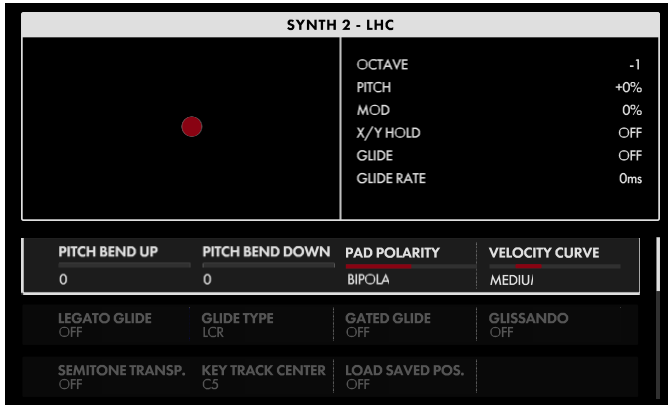 SYNTH 2 - LHC
OCTAVE -1
PITCH +0%
MOD 0%
X/Y HOLD OFF
GLIDE OFF
GLIDE RATE 0ms
PITCH BEND UP PITCH BEND DOWN PAD POLARITY VELOCITY CURVE
0 0 BIPOLA MEDIU
LEGATO GLIDE GLIDE TYPE GATED GLIDE GLISSANDO
OFF LCR OFF OFF
SEMITONE TRANSP. KEY TRACK CENTER LOAD SAVED POS.
OFF C5 OFF